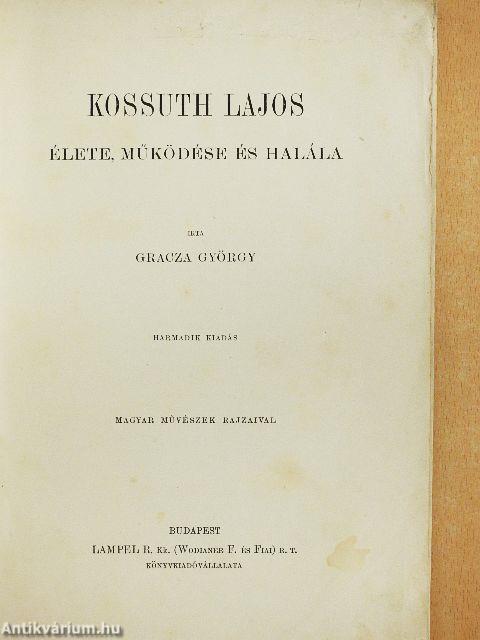 KOSSUTH LAJOS
ÉLETE, MŰKÖDÉSE ÉS HALÁLA
IRTA
GRACZA GYÖRGY
HARMADIK KIADÁS
MAGYAR MŰVÉSZEK RAJZAIVAL
BUDAPEST
LAMPEL R. Kk. (WODIANER F. ÉS FIAI) R. T.
KÖNYVKIADÓVÁLLALATA
Antikvárium.hu